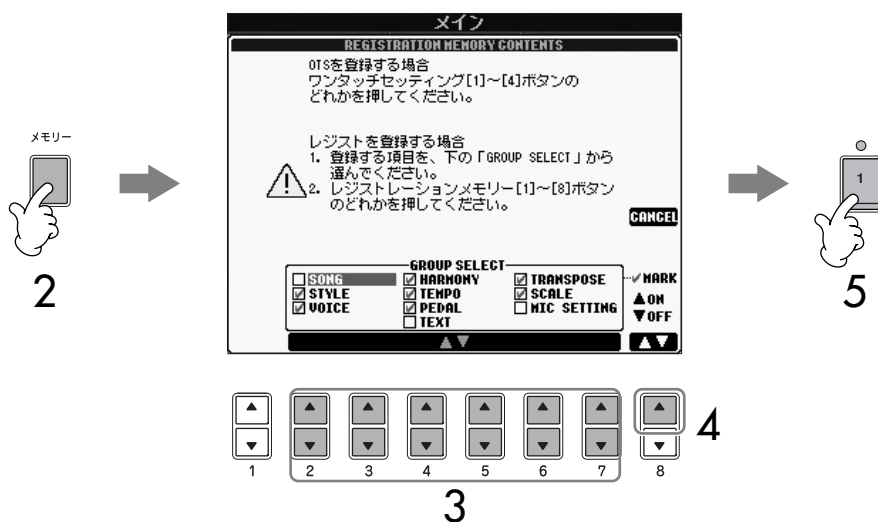 メイン
REGISTRATION MEMORY CONTENTS
OTSを登録する場合
ワンタッチセッティング[1]~[4]ボタンの
どれかを押してください。
レジストを登録する場合
1. 登録する項目を、下の「GROUP SELECT」から
選んでください。
2. レジストレーションメモリー[1]~[8]ボタン
のどれかを押してください。
CANCEL
メモリー
2
1
5
GROUP SELECT
SONG HARMONY TRANSPOSE
STYLE TEMPO SCALE
VOICE PEDAL MIC SETTING
TEXT
MARK
▲ON
▼OFF
1 2 3 4 5 6 7 8
4
3